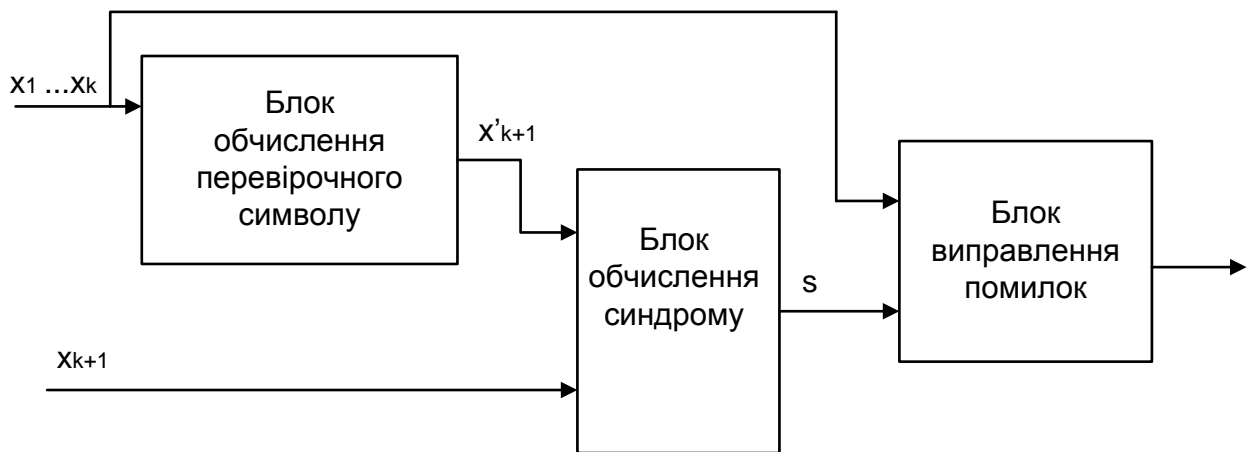 x1 ...xk
Блок
обчислення
перевірочного
символу
x’k+1
Блок
обчислення
синдрому
s
Блок
виправлення
помилок
xk+1